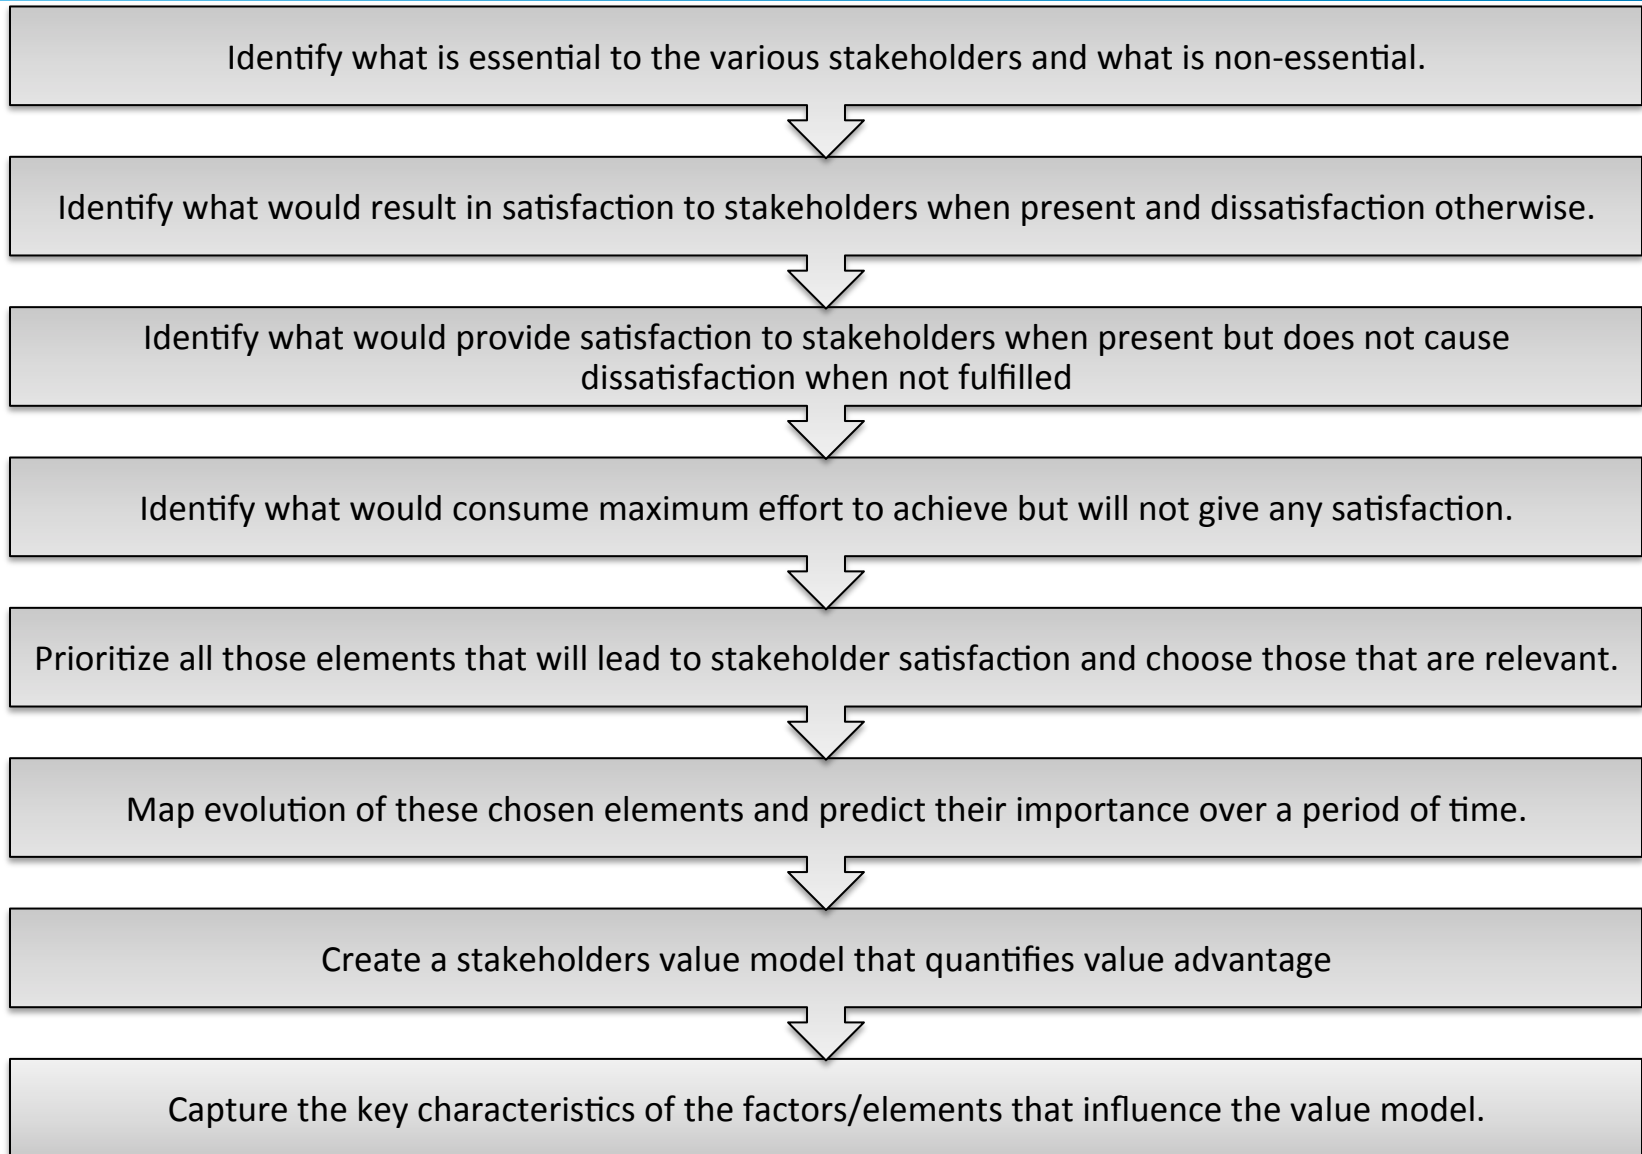 Identify what is essential to the various stakeholders and what is non-essential.
Identify what would result in satisfaction to stakeholders when present and dissatisfaction otherwise.
Identify what would provide satisfaction to stakeholders when present but does not cause
dissatisfaction when not fulfilled
Identify what would consume maximum effort to achieve but will not give any satisfaction.
Prioritize all those elements that will lead to stakeholder satisfaction and choose those that are relevant.
Map evolution of these chosen elements and predict their importance over a period of time.
Create a stakeholders value model that quantifies value advantage
Capture the key characteristics of the factors/elements that influence the value model.